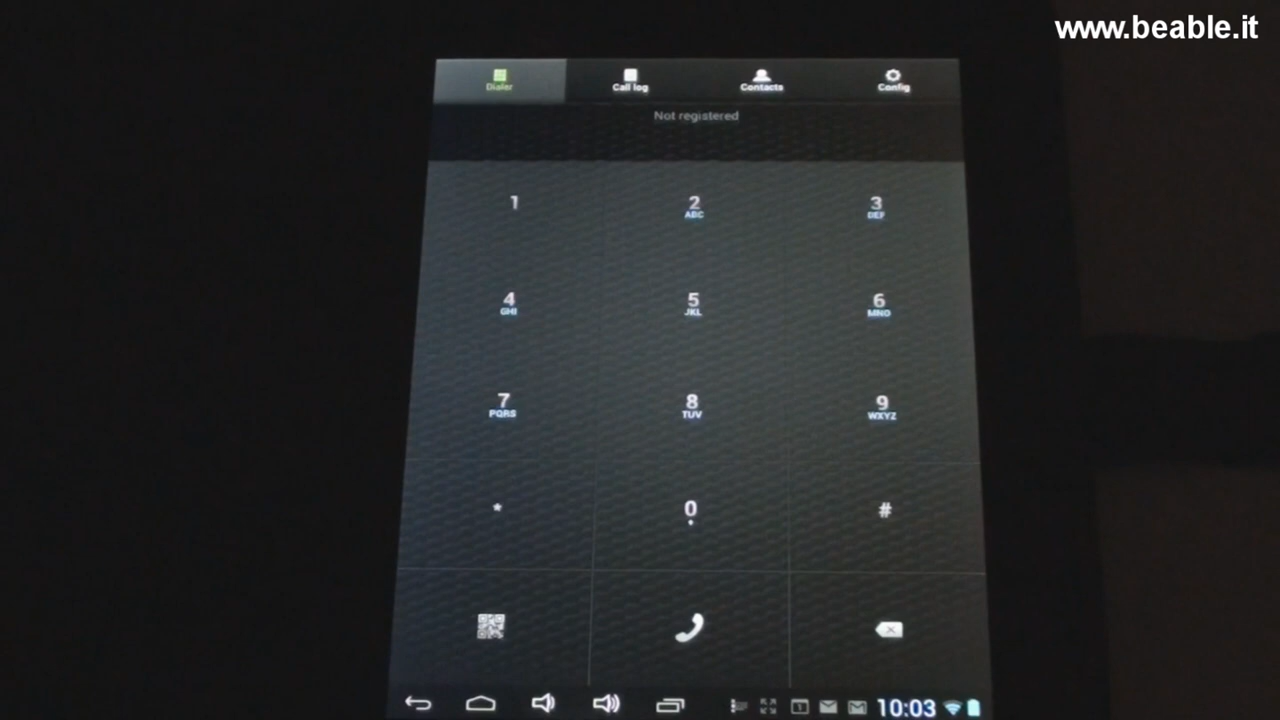 www.beable.it
Dialer Call log Contacts Config
Not registered
1 2 3
ABC DEF
4 5 6
GHI JKL MNO
7 8 9
PQRS TUV WXYZ
* 0 #
+
10:03